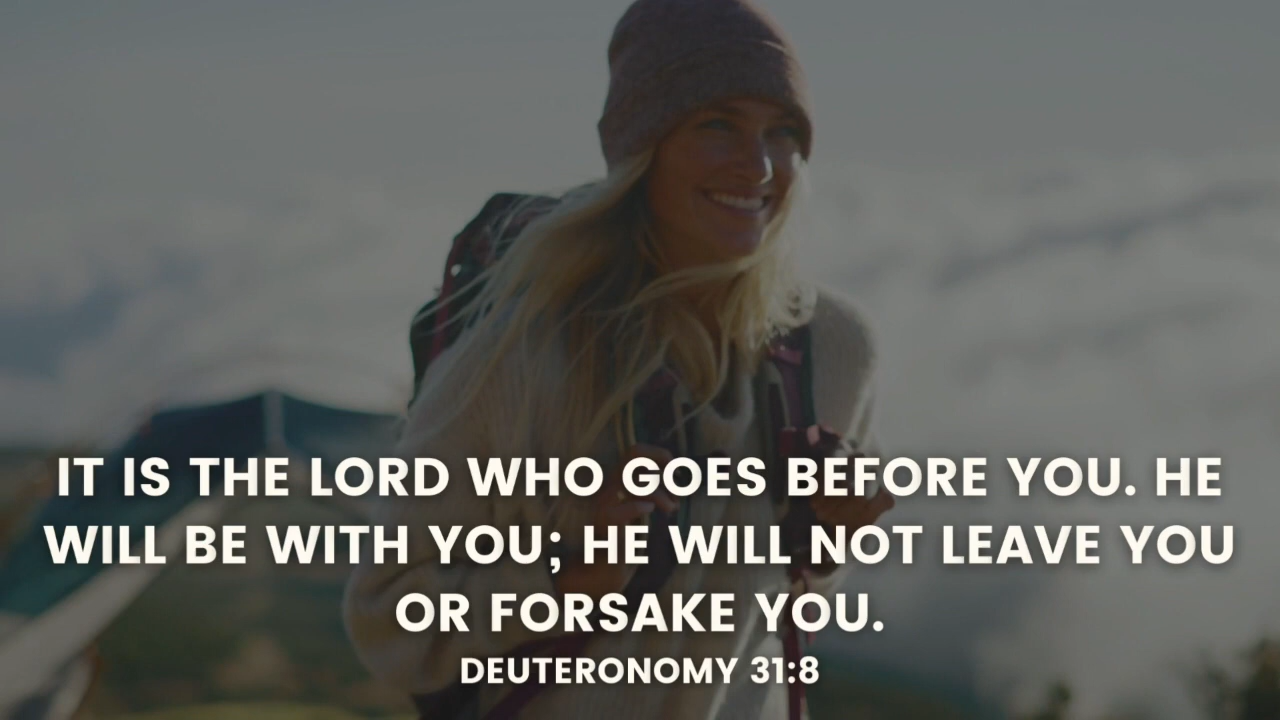 IT IS THE LORD WHO GOES BEFORE YOU. HE
WILL BE WITH YOU; HE WILL NOT LEAVE YOU
OR FORSAKE YOU.
DEUTERONOMY 31:8